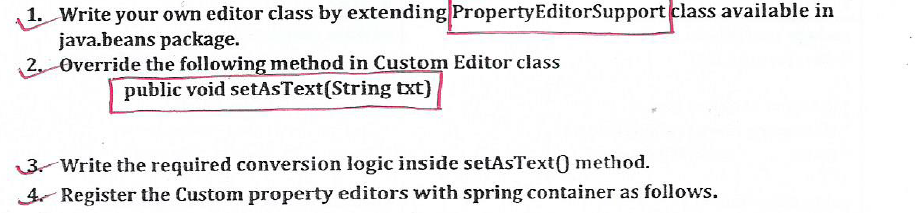 1. Write your own editor class by extending PropertyEditorSupport class available in
java.beans package.
2. Override the following method in Custom Editor class
public void setAsText(String txt)
3. Write the required conversion logic inside setAsText() method.
4. Register the Custom property editors with spring container as follows.